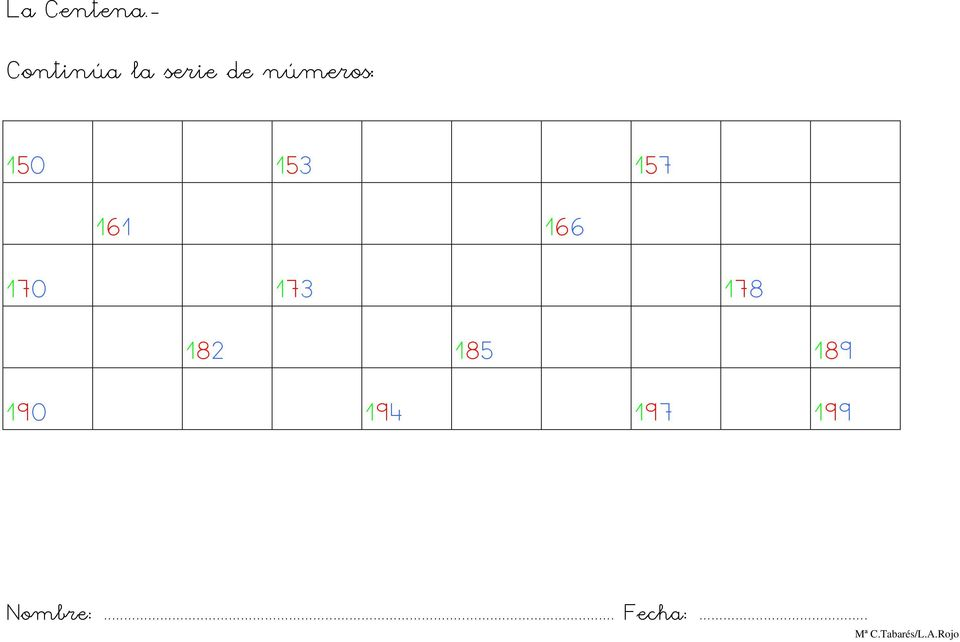 La Centena.-
Continúa la serie de números:
150 153 157
161 166
170 173 178
182 185 189
190 194 197 199
Nombre: ........................................................................................................................ Fecha: ........................................
Mª C.Tabarés/L.A.Rojo